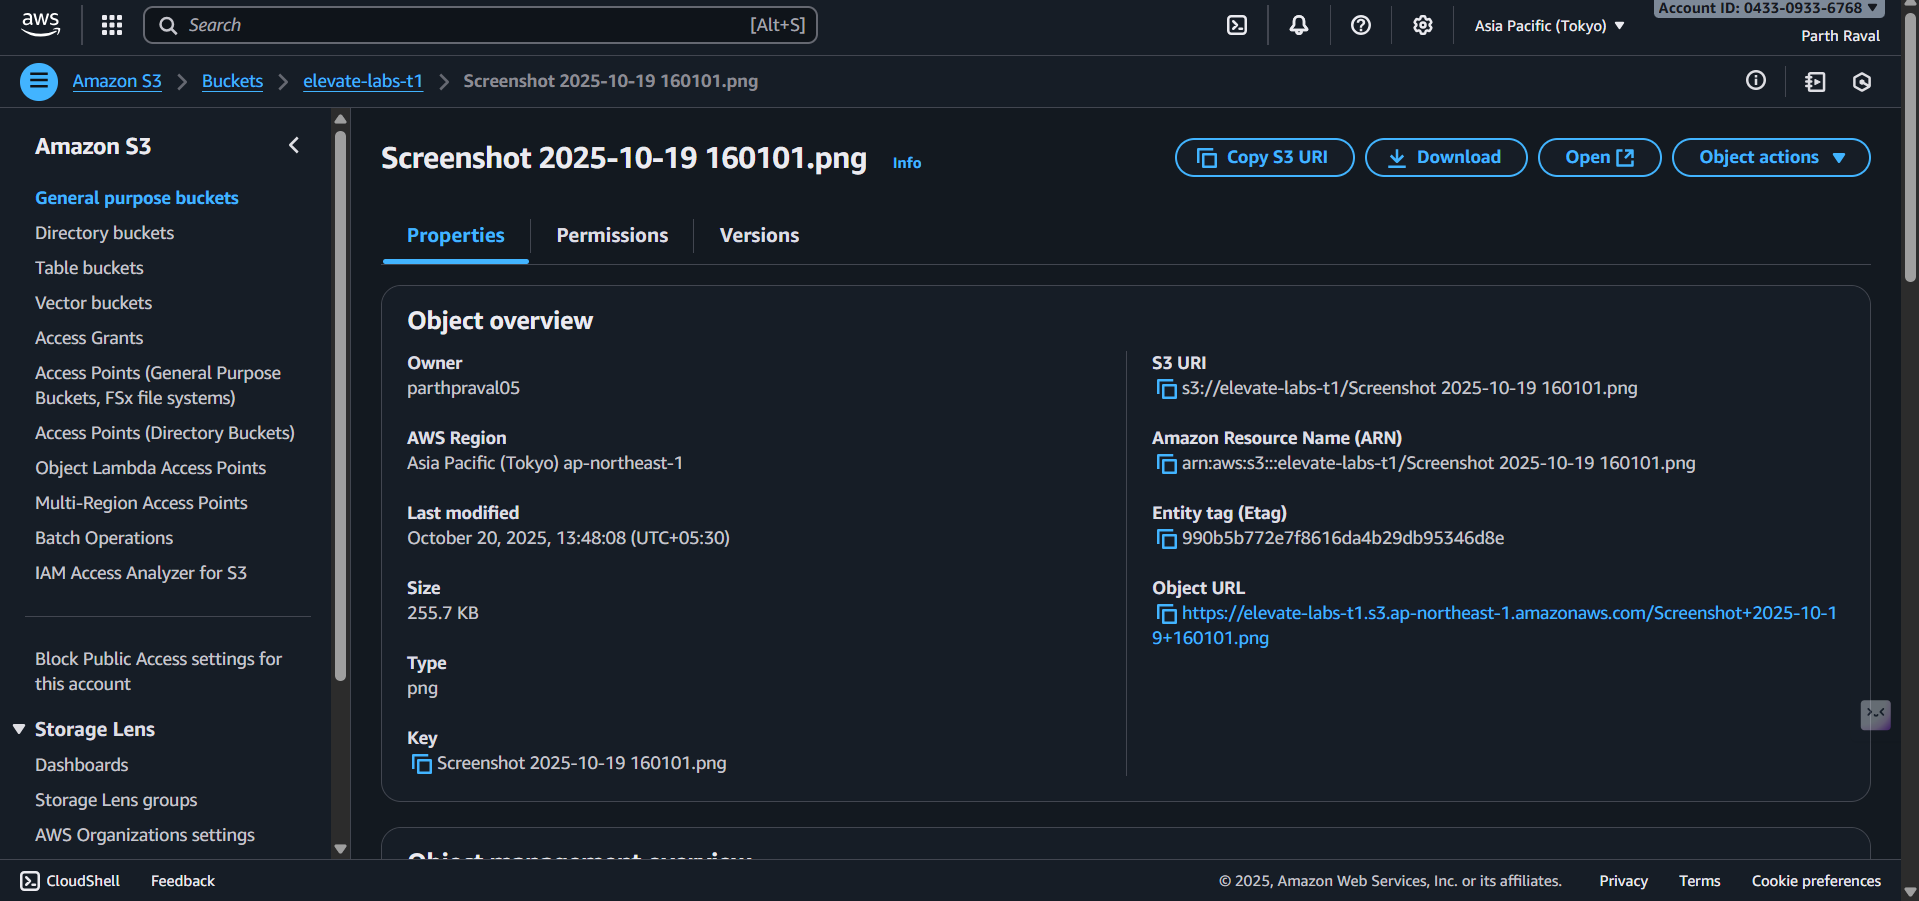 aws
Search
[Alt+S]
Asia Pacific (Tokyo)
Account ID: 0433-0933-6768
Parth Raval
Amazon S3
Buckets
elevate-labs-t1
Screenshot 2025-10-19 160101.png
Amazon S3
General purpose buckets
Directory buckets
Table buckets
Vector buckets
Access Grants
Access Points (General Purpose
Buckets, FSx file systems)
Access Points (Directory Buckets)
Object Lambda Access Points
Multi-Region Access Points
Batch Operations
IAM Access Analyzer for S3
Block Public Access settings for
this account
Storage Lens
Dashboards
Storage Lens groups
AWS Organizations settings
Screenshot 2025-10-19 160101.png
Info
Copy S3 URI
Download
Open
Object actions
Properties
Permissions
Versions
Object overview
Owner
parthpraval05
AWS Region
Asia Pacific (Tokyo) ap-northeast-1
Last modified
October 20, 2025, 13:48:08 (UTC+05:30)
Size
255.7 KB
Type
png
Key
Screenshot 2025-10-19 160101.png
S3 URI
s3://elevate-labs-t1/Screenshot 2025-10-19 160101.png
Amazon Resource Name (ARN)
arn:aws:s3:::elevate-labs-t1/Screenshot 2025-10-19 160101.png
Entity tag (Etag)
990b5b772e7f8616da4b29db95346d8e
Object URL
https://elevate-labs-t1.s3.ap-northeast-1.amazonaws.com/Screenshot+2025-10-1
9+160101.png
Object management overview
CloudShell
Feedback
© 2025, Amazon Web Services, Inc. or its affiliates.
Privacy
Terms
Cookie preferences